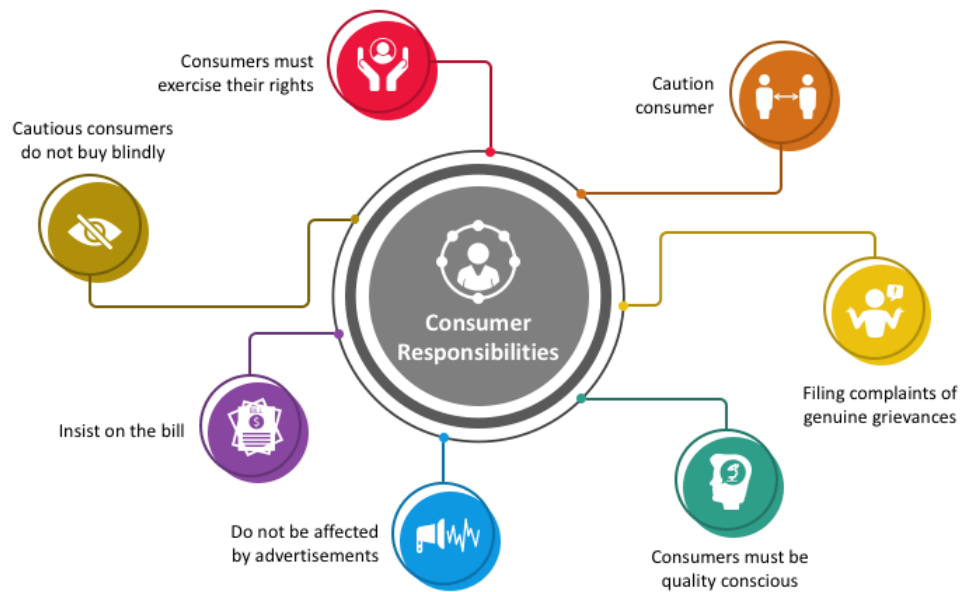 Consumers must
exercise their rights
Caution
consumer
Cautious consumers
do not buy blindly
Consumer
Responsibilities
Filing complaints of
genuine grievances
Insist on the bill
BILL
$
Do not be affected
by advertisements
Consumers must be
quality conscious